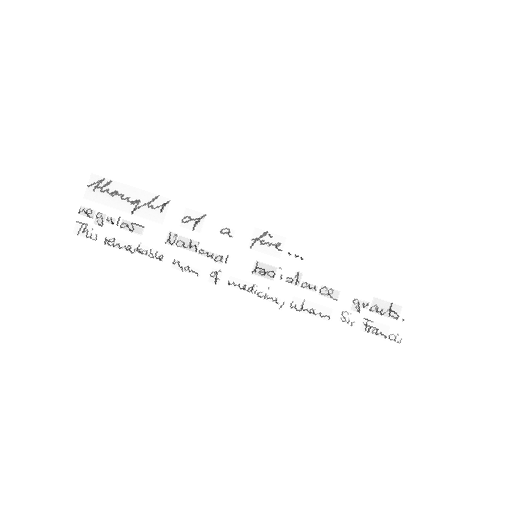 thought of a fire...
regular National Assistance grants.
This remarkable man of medicine, whom Sir Francis